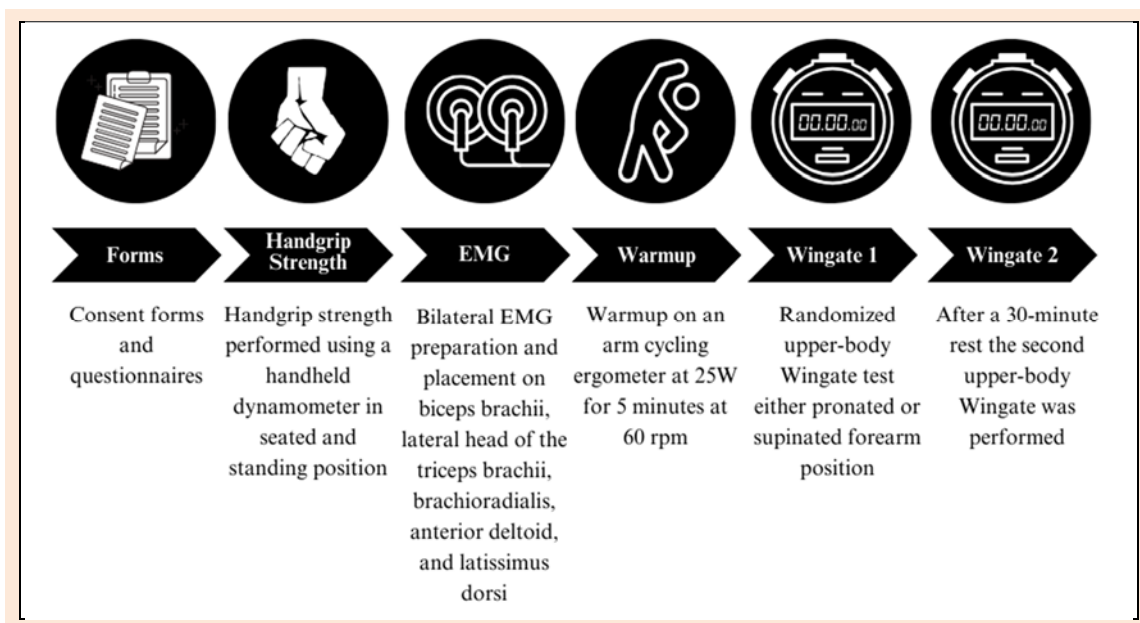 00.00.00
00.00.00
Forms
Handgrip
Strength
EMG
Warmup
Wingate 1
Wingate 2
Consent forms
and
questionnaires
Handgrip strength
performed using a
handheld
dynamometer in
seated and
standing position
Bilateral EMG
preparation and
placement on
biceps brachii,
lateral head of the
triceps brachii,
brachioradialis,
anterior deltoid,
and latissimus
dorsi
Warmup on an
arm cycling
ergometer at 25W
for 5 minutes at
60 rpm
Randomized
upper-body
Wingate test
either pronated or
supinated forearm
position
After a 30-minute
rest the second
upper-body
Wingate was
performed